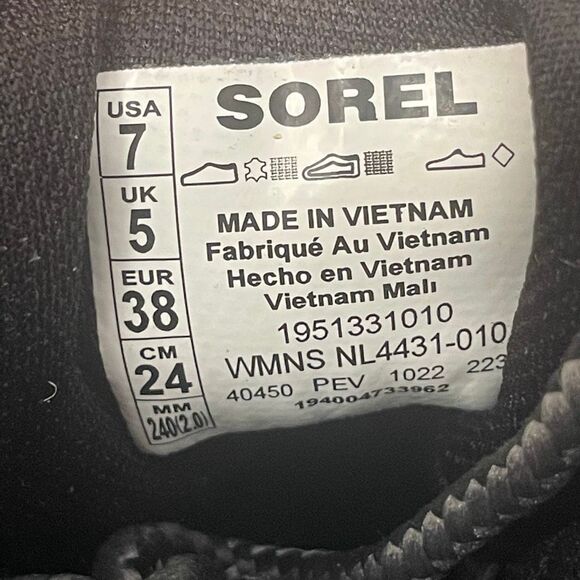 SOREL
USA
7
UK
5
EUR
38
CM
24
MM
240(2.0)
MADE IN VIETNAM
Fabriqué Au Vietnam
Hecho en Vietnam
Vietnam Malı
1951331010
WMNS NL4431-010
40450 PEV 1022 223
194004733962